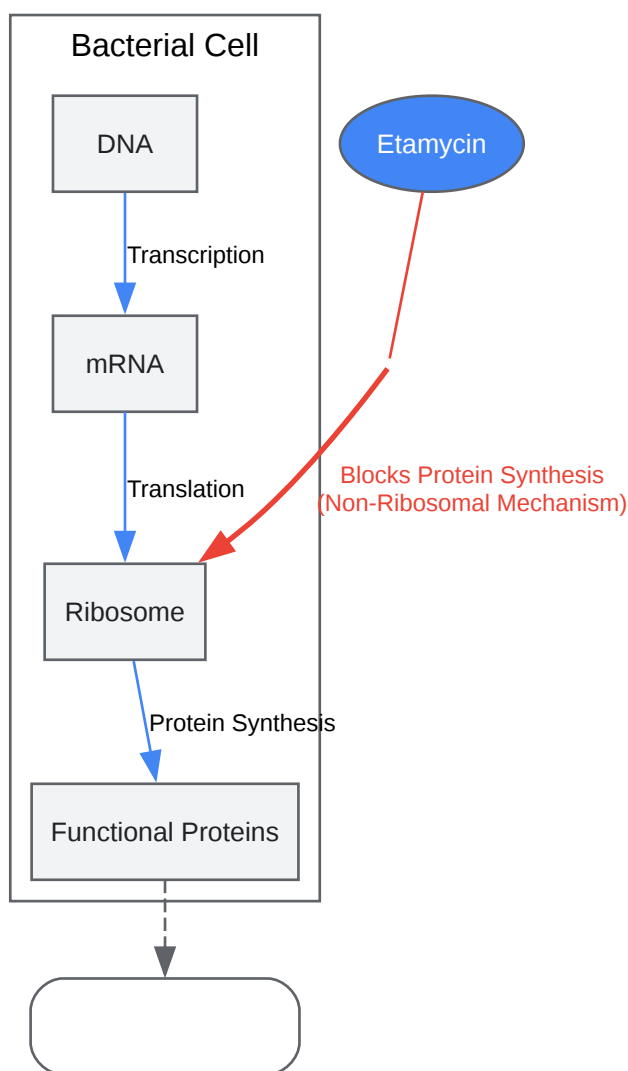 Bacterial Cell
DNA
Etamycin
Transcription
mRNA
Translation
Blocks Protein Synthesis
(Non-Ribosomal Mechanism)
Ribosome
Protein Synthesis
Functional Proteins